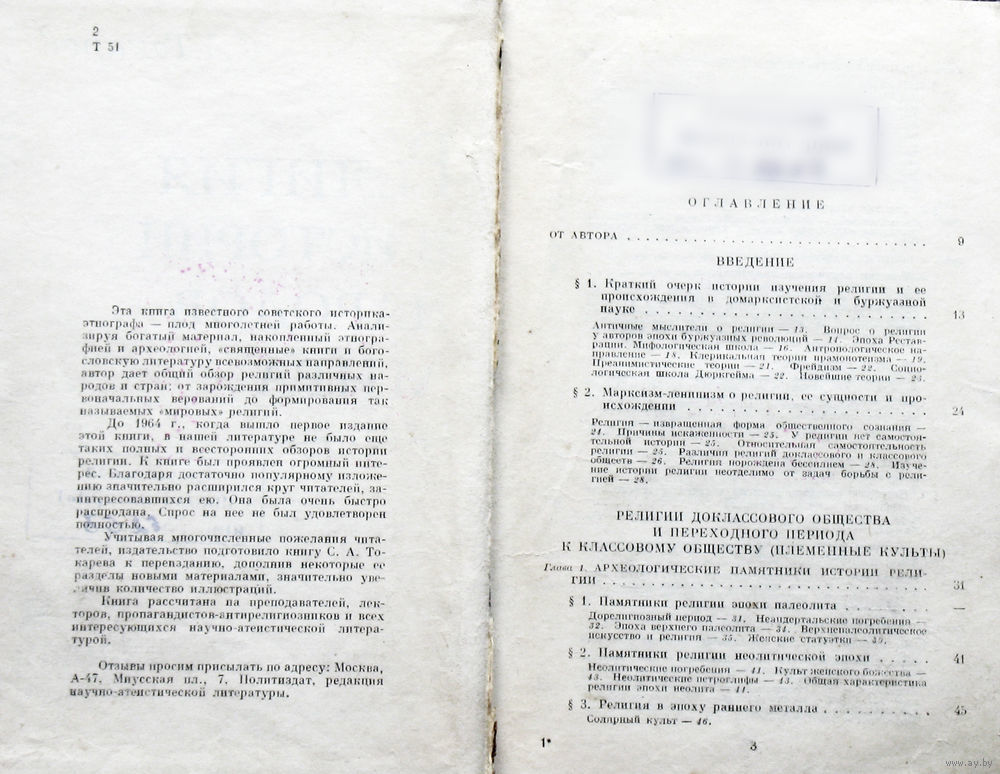 2
Т 51
Эта книга известного советского историка-
этнографа — плод многолетней работы. Анали-
зируя богатый материал, накопленный этногра-
фией и археологией, «священные» книги и бого-
словскую литературу всевозможных направлений,
автор дает общий обзор религий различных на-
родов и стран: от зарождения примитивных пер-
воначальных верований до формирования так
называемых «мировых» религий.
До 1964 г., когда вышло первое издание
этой книги, в нашей литературе не было еще
таких полных и всесторонних обзоров истории
религии. К книге был проявлен огромный инте-
рес. Благодаря достаточно популярному изложе-
нию значительно расширился круг читателей, за-
интересовавшихся ею. Она была очень быстро
распродана. Спрос на нее не был удовлетворен
полностью.
Учитывая многочисленные пожелания чита-
телей, издательство подготовило книгу С. А. То-
карева к переизданию, дополнив некоторые ее
разделы новыми материалами, значительно уве-
личив количество иллюстраций.
Книга рассчитана на преподавателей, лек-
торов, пропагандистов-антирелигиозников и всех
интересующихся научно-атеистической литера-
турой.
Отзывы просим присылать по адресу: Москва,
А-47, Миусская пл., 7, Политиздат, редакция
научно-атеистической литературы.
ОГЛАВЛЕНИЕ
ОТ АВТОРА . . . . . . . . . . . . . . . . . . . . . . . . . . . . . 9
ВВЕДЕНИЕ
§ 1. Краткий очерк истории изучения религии и ее
происхождения в домарксистской и буржуазной
науке . . . . . . . . . . . . . . . . . . . . . . . . . . . 13
Античные мыслители о религии — 13. Вопрос о религии
у авторов эпохи буржуазных революций — 14. Эпоха Рестав-
рации. Мифологическая школа — 16. Антропологическое на-
правление — 18. Клерикальная теория прамонотеизма — 19.
Преанимистические теории — 21. Фрейдизм — 22. Социо-
логическая школа Дюркгейма — 22. Новейшие теории — 23.
§ 2. Марксизм-ленинизм о религии, ее сущности и про-
исхождении . . . . . . . . . . . . . . . . . . . . . . 24
Религия — извращенная форма общественного сознания —
24. Причины искаженности — 25. У религии нет самостоя-
тельной истории — 25. Относительная самостоятельность
религии — 25. Различия религий доклассового и классового
обществ — 26. Религия порождена бессилием — 28. Изуче-
ние истории религии неотделимо от задач борьбы с рели-
гией — 28.
РЕЛИГИИ ДОКЛАССОВОГО ОБЩЕСТВА
И ПЕРЕХОДНОГО ПЕРИОДА
К КЛАССОВОМУ ОБЩЕСТВУ (ПЛЕМЕННЫЕ КУЛЬТЫ)
Глава 1. АРХЕОЛОГИЧЕСКИЕ ПАМЯТНИКИ ИСТОРИИ РЕЛИ-
ГИИ . . . . . . . . . . . . . . . . . . . . . . . . . . . . . . 31
§ 1. Памятники религии эпохи палеолита . . . . . . . . —
Дорелигиозный период — 31. Неандертальские погребения —
32. Эпоха верхнего палеолита — 34. Верхнепалеолитическое
искусство и религия — 35. Женские статуэтки — 39.
§ 2. Памятники религии неолитической эпохи . . . . . 41
Неолитические погребения — 41. Культ женского божества —
43. Неолитические петроглифы — 43. Общая характеристика
религии эпохи неолита — 44.
§ 3. Религия в эпоху раннего металла . . . . . . . . . . 45
Солярный культ — 46.
1*
3
www.ay.by